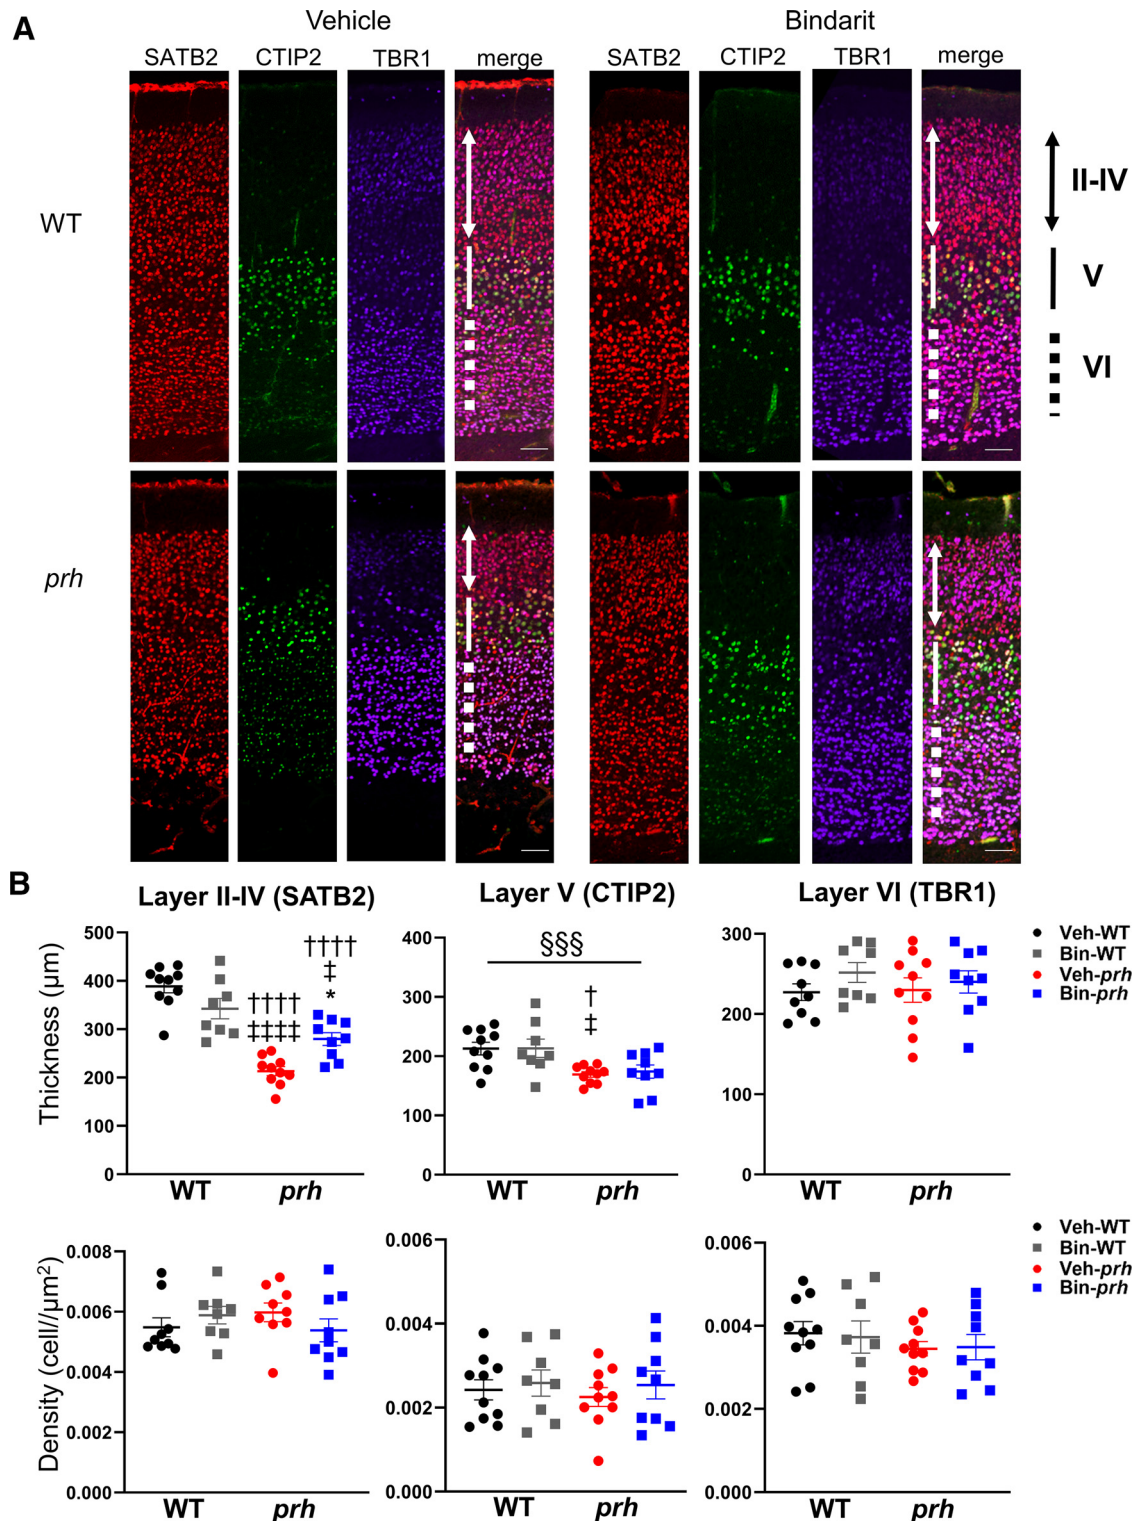 A
Vehicle
Bindarit
SATB2 CTIP2 TBR1 merge
SATB2 CTIP2 TBR1 merge
WT
II-IV
V
VI
prh
B
Layer II-IV (SATB2)
Layer V (CTIP2)
Layer VI (TBR1)
Thickness (μm)
500
400
300
200
100
0
††††
‡‡‡‡
††††
‡
*
WT prh
400
300
200
100
0
§§§
†
‡
WT prh
300
200
100
0
WT prh
Veh-WT
Bin-WT
Veh-prh
Bin-prh
Density (cell//μm²)
0.008
0.006
0.004
0.002
0.000
WT prh
0.006
0.004
0.002
0.000
WT prh
0.006
0.004
0.002
0.000
WT prh
Veh-WT
Bin-WT
Veh-prh
Bin-prh